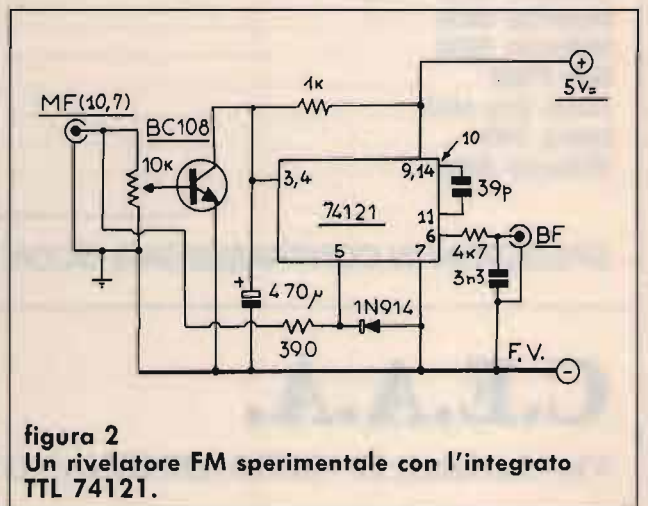 MF(10,7)
BC108
1K
+
5V=
10
10K
3,4
9,14
39p
74121
11
6
BF
4K7
5
7
3n3
+
470µ
1N914
390
F.V.
-
figura 2
Un rivelatore FM sperimentale con l'integrato
TTL 74121.